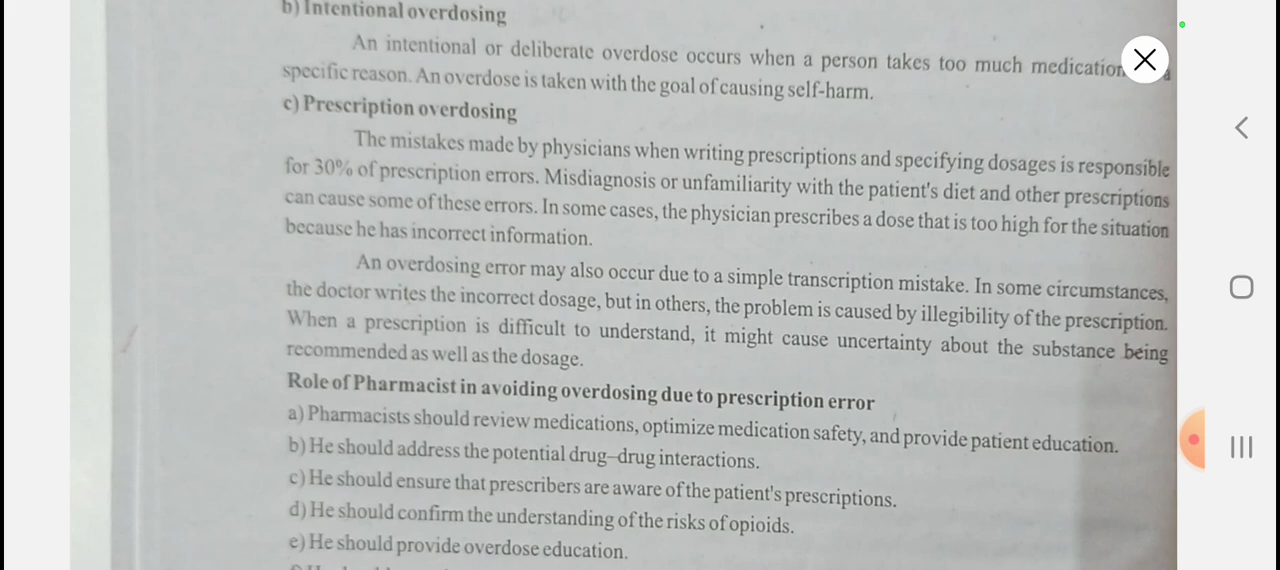 b) Intentional overdosing
An intentional or deliberate overdose occurs when a person takes too much medication
specific reason. An overdose is taken with the goal of causing self-harm.
c) Prescription overdosing
The mistakes made by physicians when writing prescriptions and specifying dosages is responsible
for 30% of prescription errors. Misdiagnosis or unfamiliarity with the patient's diet and other prescriptions
can cause some of these errors. In some cases, the physician prescribes a dose that is too high for the situation
because he has incorrect information.
An overdosing error may also occur due to a simple transcription mistake. In some circumstances,
the doctor writes the incorrect dosage, but in others, the problem is caused by illegibility of the prescription.
When a prescription is difficult to understand, it might cause uncertainty about the substance being
recommended as well as the dosage.
Role of Pharmacist in avoiding overdosing due to prescription error
a) Pharmacists should review medications, optimize medication safety, and provide patient education.
b) He should address the potential drug–drug interactions.
c) He should ensure that prescribers are aware of the patient's prescriptions.
d) He should confirm the understanding of the risks of opioids.
e) He should provide overdose education.